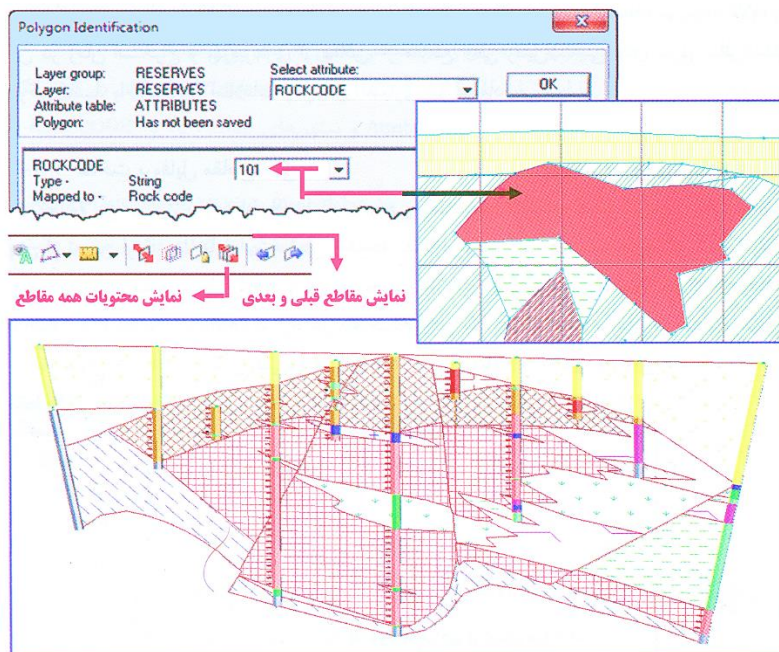 Polygon Identification
Layer group: RESERVES
Layer: RESERVES
Attribute table: ATTRIBUTES
Polygon: Has not been saved
Select attribute:
ROCKCODE
OK
ROCKCODE 101
Type - String
Mapped to - Rock code
نمایش مقاطع قبلی و بعدی
نمایش محتویات همه مقاطع